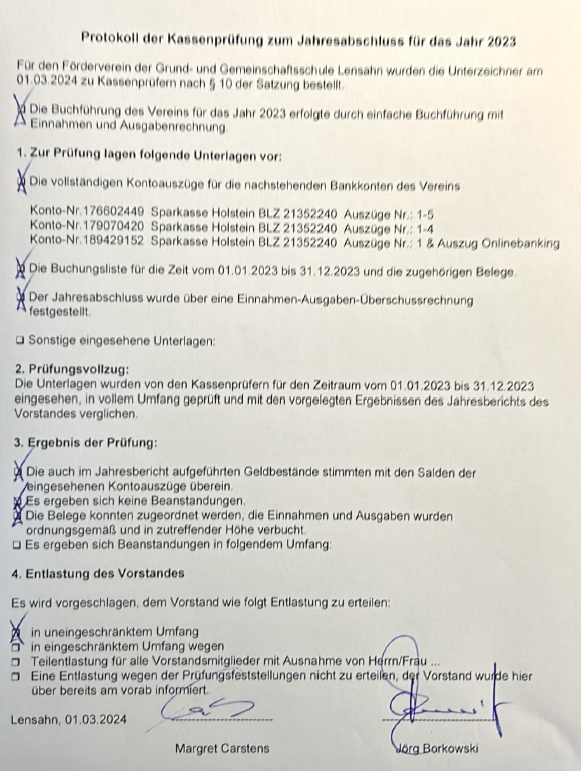 Protokoll der Kassenprüfung zum Jahresabschluss für das Jahr 2023
Für den Förderverein der Grund- und Gemeinschaftsschule Lensahn wurden die Unterzeichner am
01.03.2024 zu Kassenprüfern nach § 10 der Satzung bestellt.
Die Buchführung des Vereins für das Jahr 2023 erfolgte durch einfache Buchführung mit
Einnahmen und Ausgabenrechnung.
1. Zur Prüfung lagen folgende Unterlagen vor:
Die vollständigen Kontoauszüge für die nachstehenden Bankkonten des Vereins
Konto-Nr.176602449 Sparkasse Holstein BLZ 21352240 Auszüge Nr.: 1-5
Konto-Nr.179070420 Sparkasse Holstein BLZ 21352240 Auszüge Nr.: 1-4
Konto-Nr.189429152 Sparkasse Holstein BLZ 21352240 Auszüge Nr.: 1 & Auszug Onlinebanking
Die Buchungsliste für die Zeit vom 01.01.2023 bis 31.12.2023 und die zugehörigen Belege.
Der Jahresabschluss wurde über eine Einnahmen-Ausgaben-Überschussrechnung
festgestellt.
❑ Sonstige eingesehene Unterlagen:
2. Prüfungsvollzug:
Die Unterlagen wurden von den Kassenprüfern für den Zeitraum vom 01.01.2023 bis 31.12.2023
eingesehen, in vollem Umfang geprüft und mit den vorgelegten Ergebnissen des Jahresberichts des
Vorstandes verglichen.
3. Ergebnis der Prüfung:
Die auch im Jahresbericht aufgeführten Geldbestände stimmten mit den Salden der
eingesehenen Kontoauszüge überein.
Es ergeben sich keine Beanstandungen.
Die Belege konnten zugeordnet werden, die Einnahmen und Ausgaben wurden
ordnungsgemäß und in zutreffender Höhe verbucht.
❑ Es ergeben sich Beanstandungen in folgendem Umfang:
4. Entlastung des Vorstandes
Es wird vorgeschlagen, dem Vorstand wie folgt Entlastung zu erteilen:
in uneingeschränktem Umfang
❑ in eingeschränktem Umfang wegen
❑ Teilentlastung für alle Vorstandsmitglieder mit Ausnahme von Herrn/Frau ...
❑ Eine Entlastung wegen der Prüfungsfeststellungen nicht zu erteilen, der Vorstand wurde hier
über bereits am vorab informiert.
Lensahn, 01.03.2024
Margret Carstens Jörg Borkowski